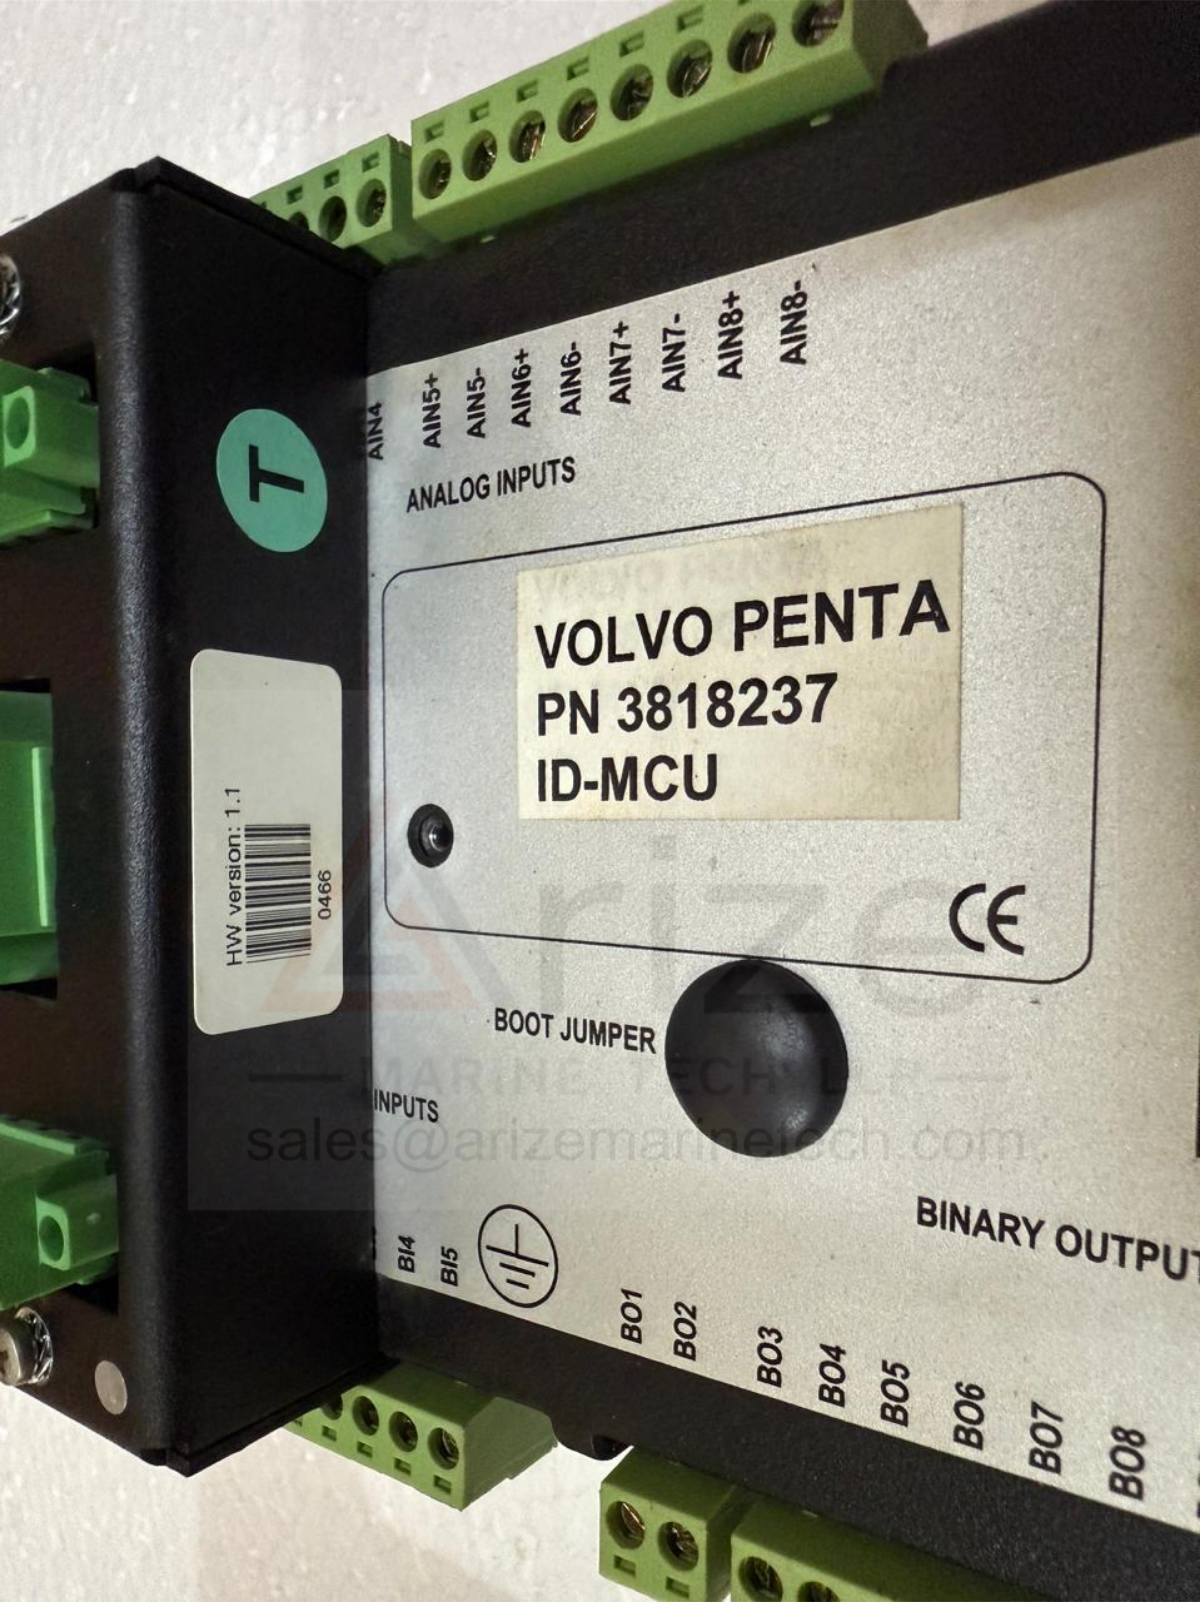 AIN4
AIN5+
AIN5-
AIN6+
AIN6-
AIN7+
AIN7-
AIN8+
AIN8-
ANALOG INPUTS
T
VOLVO PENTA
PN 3818237
ID-MCU
HW version: 1.1
0466
CE
Arize
BOOT JUMPER
MARINE TECH LLP
INPUTS
sales@arizemarinetech.com
BINARY OUTPUT
BI4
BI5
BO1
BO2
BO3
BO4
BO5
BO6
BO7
BO8